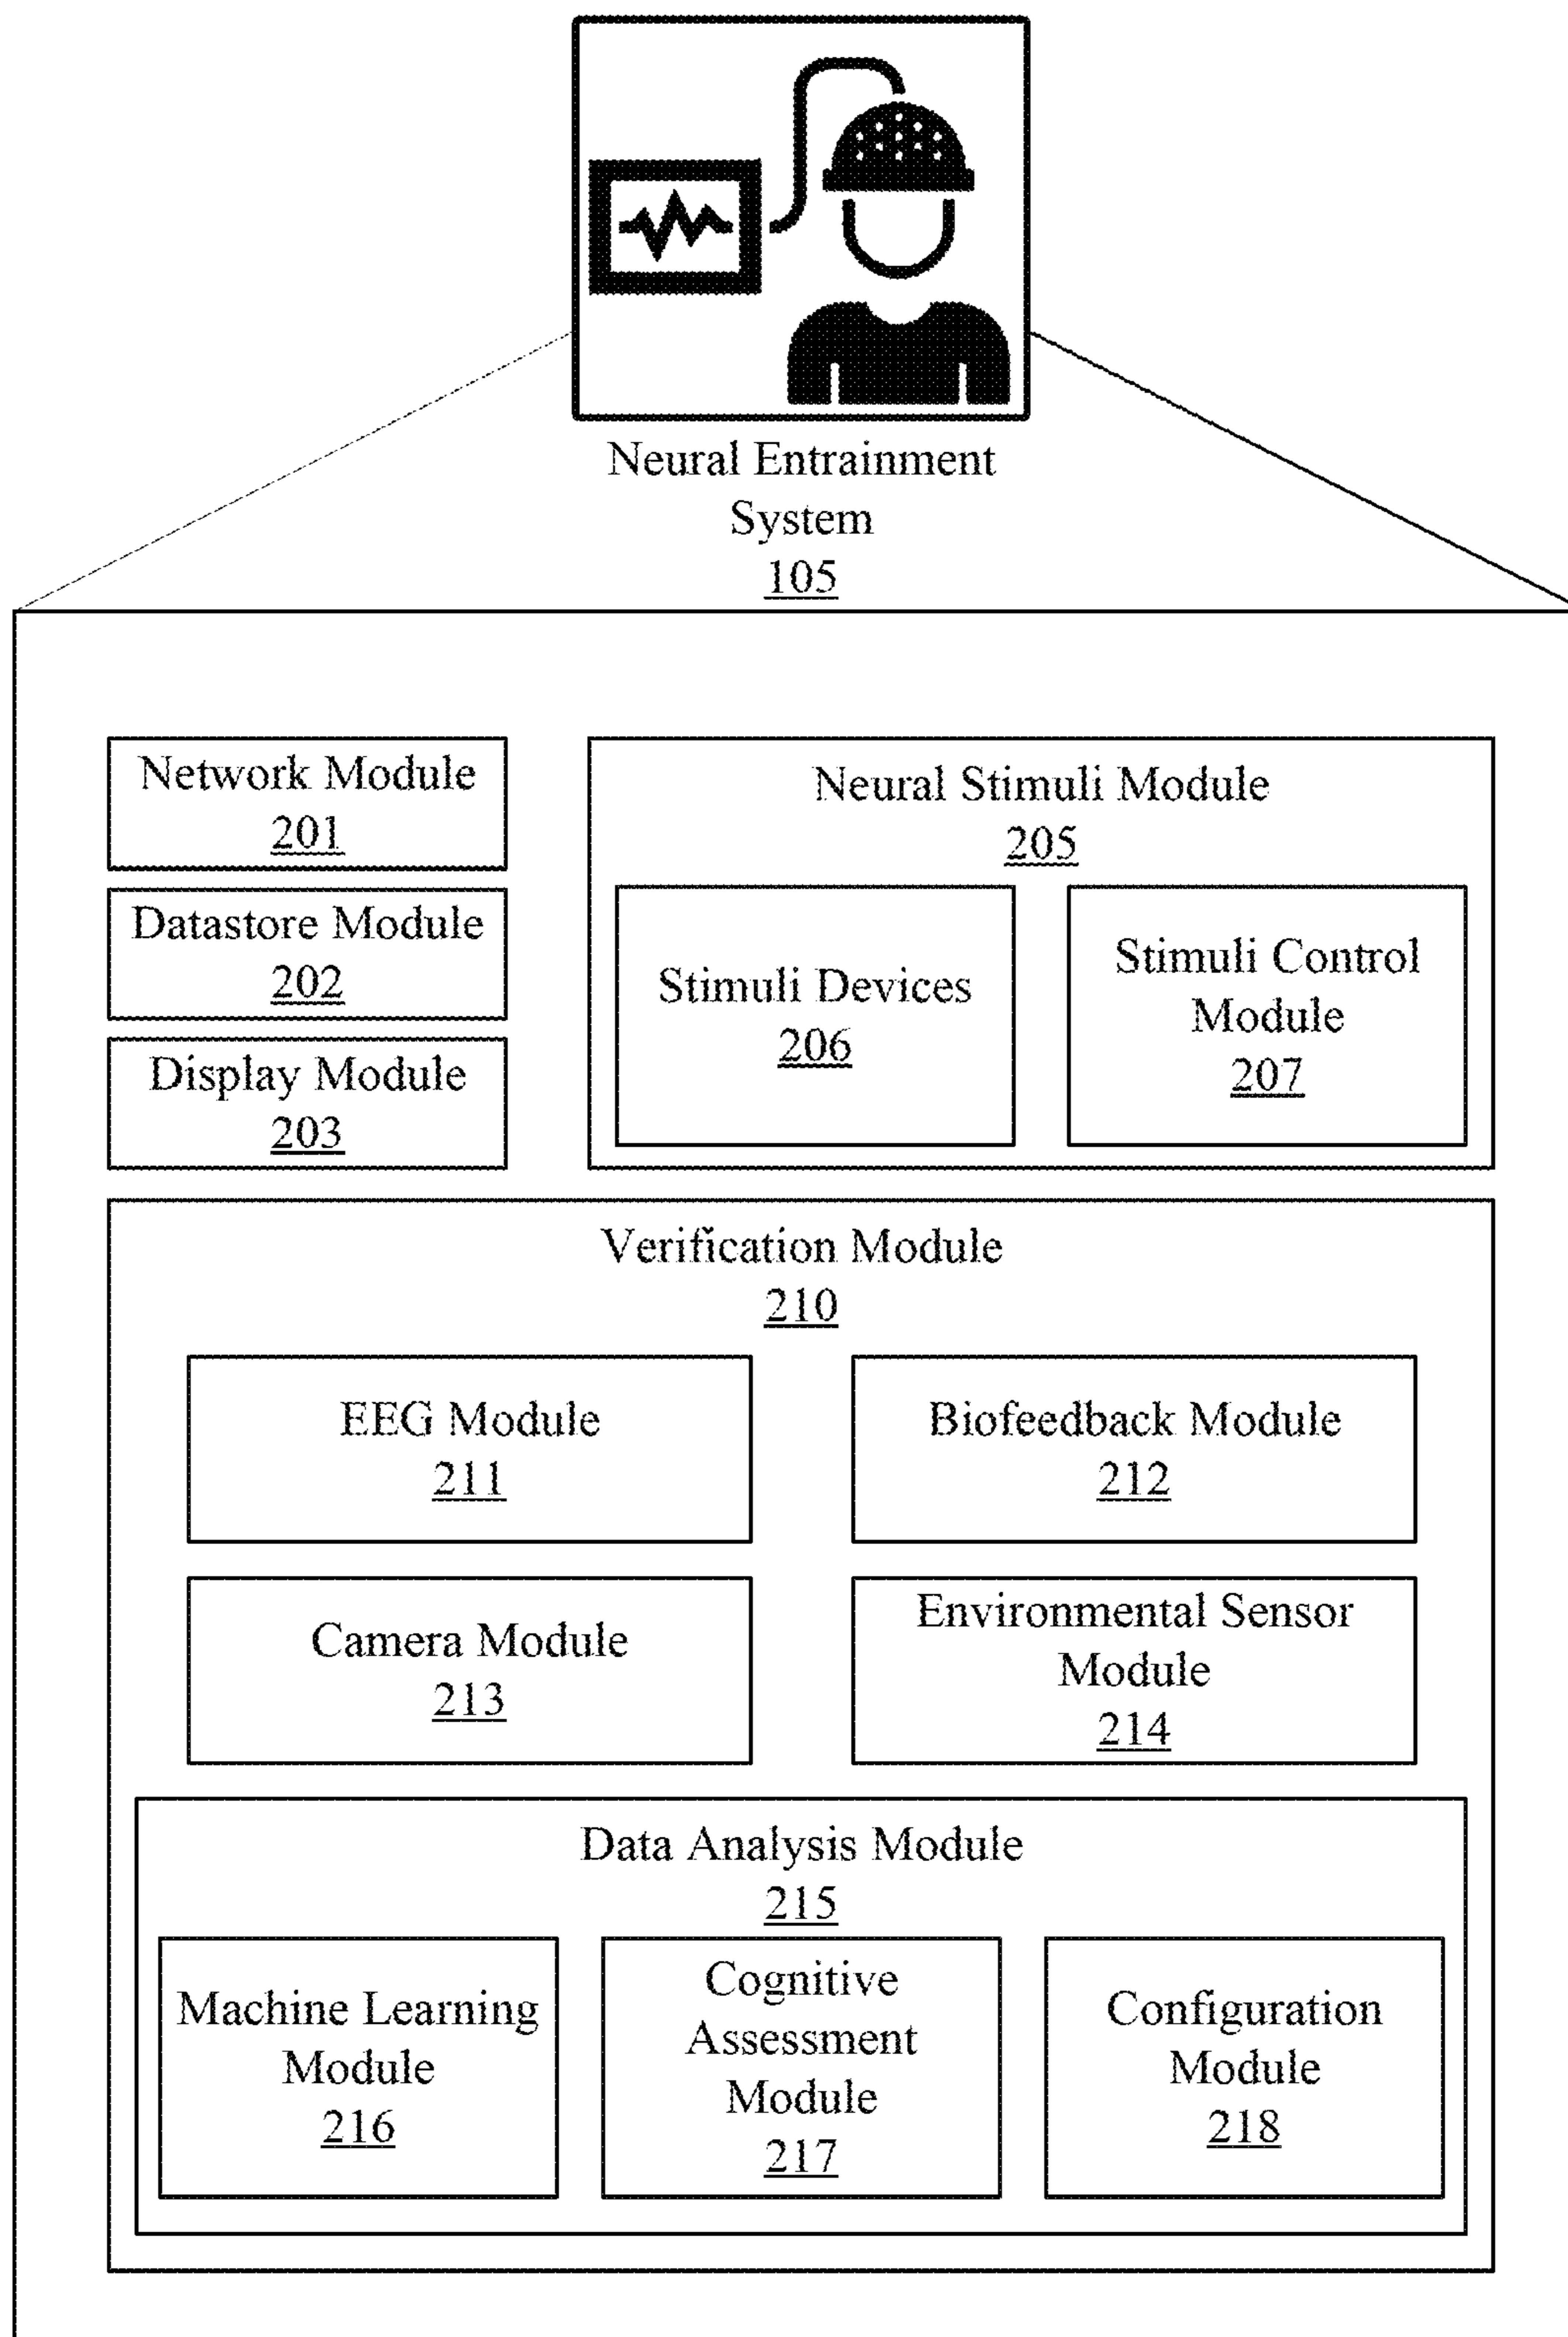 Neural Entrainment
System
105
Network Module
201
Datastore Module
202
Display Module
203
Neural Stimuli Module
205
Stimuli Devices
206
Stimuli Control
Module
207
Verification Module
210
EEG Module
211
Biofeedback Module
212
Camera Module
213
Environmental Sensor
Module
214
Data Analysis Module
215
Machine Learning
Module
216
Cognitive
Assessment
Module
217
Configuration
Module
218